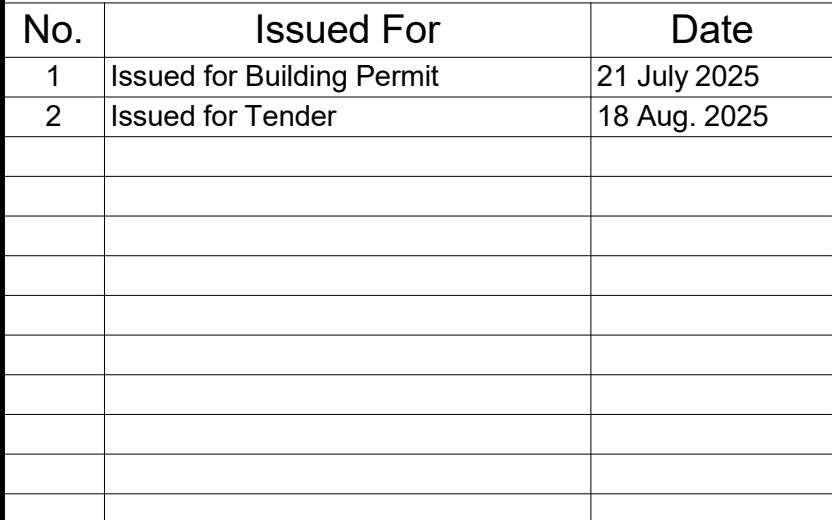 No. Issued For Date
1 Issued for Building Permit 21 July 2025
2 Issued for Tender 18 Aug. 2025